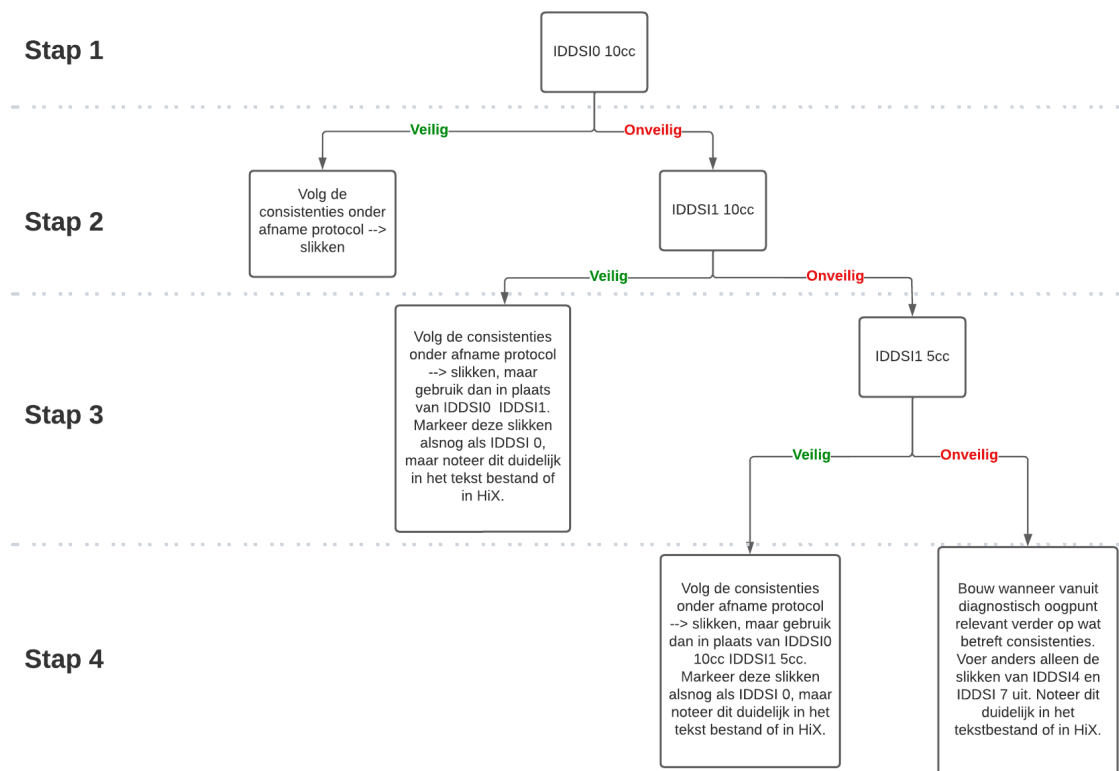 Stap 1
IDDSI0 10cc
Veilig
Onveilig
Stap 2
Volg de
consistenties onder
afname protocol -->
slikken
IDDSI1 10cc
Veilig
Onveilig
Stap 3
Volg de consistenties
onder afname protocol
--> slikken, maar
gebruik dan in plaats
van IDDSI0  IDDSI1.
Markeer deze slikken
alsnog als IDDSI 0,
maar noteer dit duidelijk
in het tekst bestand of
in HiX.
IDDSI1 5cc
Veilig
Onveilig
Stap 4
Volg de consistenties
onder afname protocol
--> slikken, maar gebruik
dan in plaats van IDDSI0
10cc IDDSI1 5cc.
Markeer deze slikken
alsnog als IDDSI 0, maar
noteer dit duidelijk in het
tekst bestand of in HiX.
Bouw wanneer vanuit
diagnostisch oogpunt
relevant verder op wat
betreft consistenties.
Voer anders alleen de
slikken van IDDSI4 en
IDDSI 7 uit. Noteer dit
duidelijk in het
tekstbestand of in HiX.